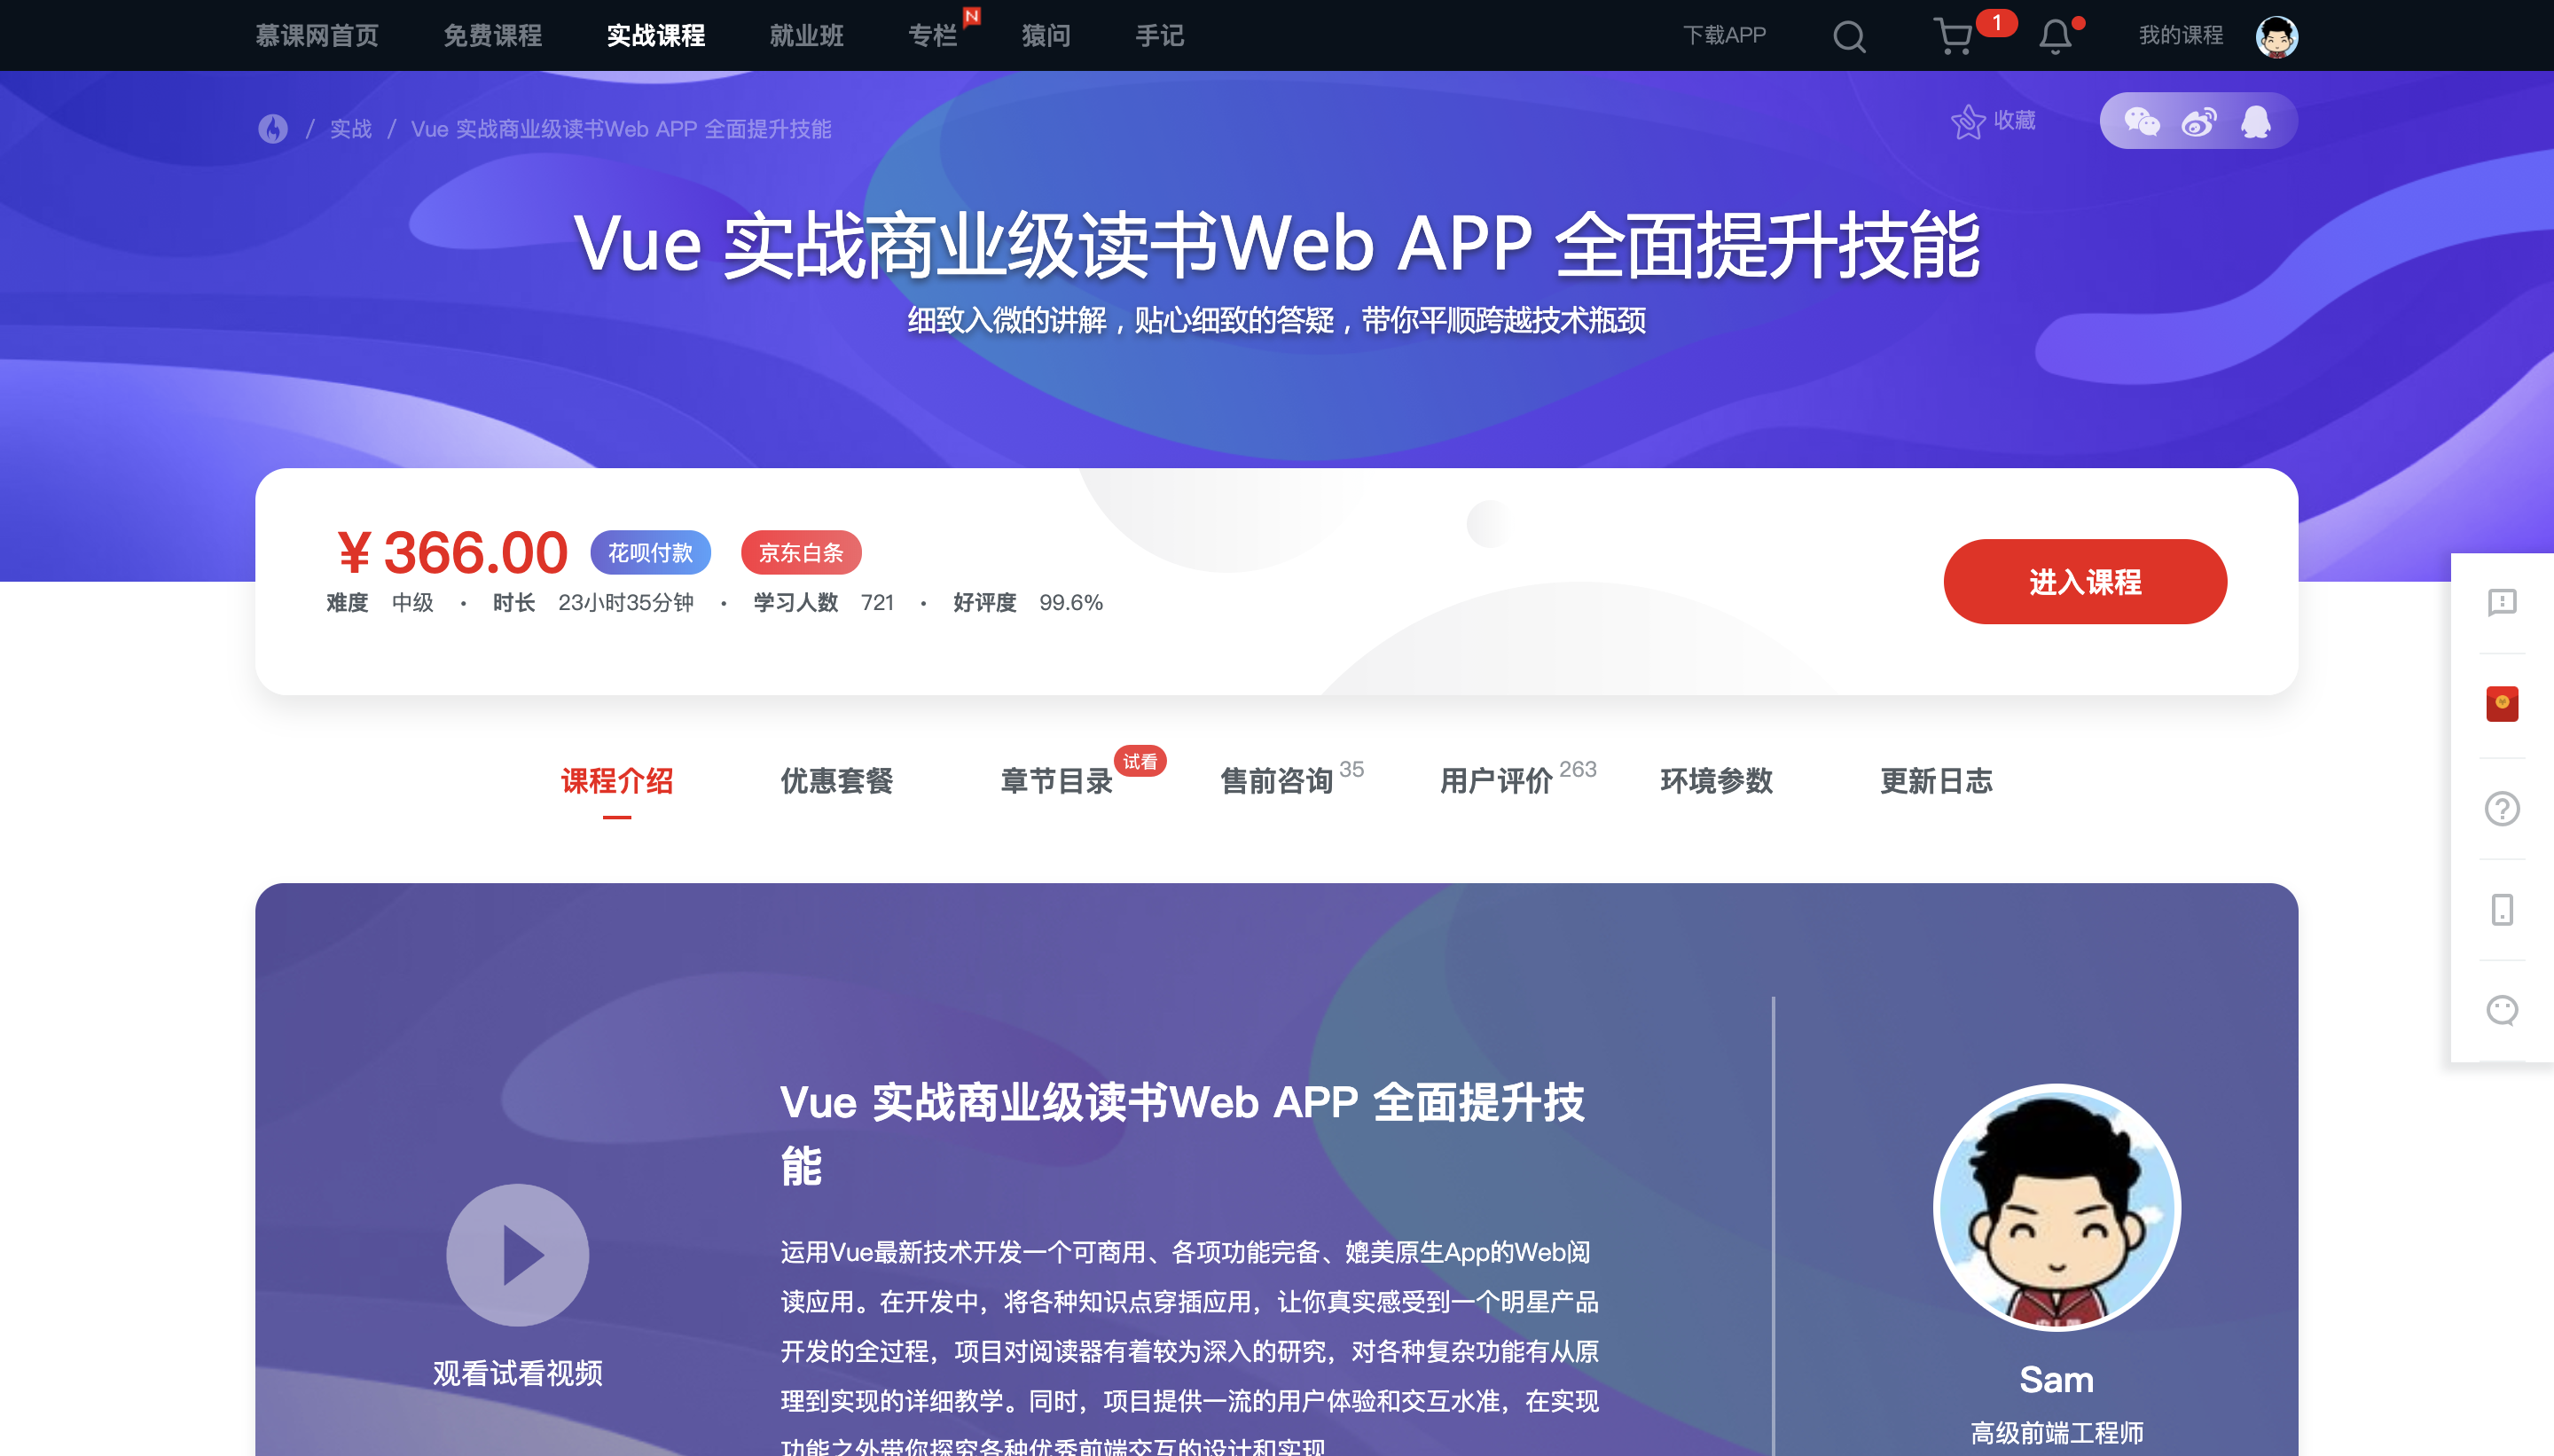 慕课网首页 免费课程 实战课程 就业班 专栏 N 猿问 手记 下载APP 1 我的课程
/ 实战 / Vue 实战商业级读书Web APP 全面提升技能 收藏
Vue 实战商业级读书Web APP 全面提升技能
细致入微的讲解，贴心细致的答疑，带你平顺跨越技术瓶颈
¥ 366.00 花呗付款 京东白条
难度 中级 · 时长 23小时35分钟 · 学习人数 721 · 好评度 99.6%
进入课程
课程介绍 优惠套餐 章节目录 试看 售前咨询 35 用户评价 263 环境参数 更新日志
Vue 实战商业级读书Web APP 全面提升技
能
运用Vue最新技术开发一个可商用、各项功能完备、媲美原生App的Web阅
读应用。在开发中，将各种知识点穿插应用，让你真实感受到一个明星产品
开发的全过程，项目对阅读器有着较为深入的研究，对各种复杂功能有从原
理到实现的详细教学。同时，项目提供一流的用户体验和交互水准，在实现
功能之外带你探究各种优秀前端交互的设计和实现
观看试看视频
Sam
高级前端工程师